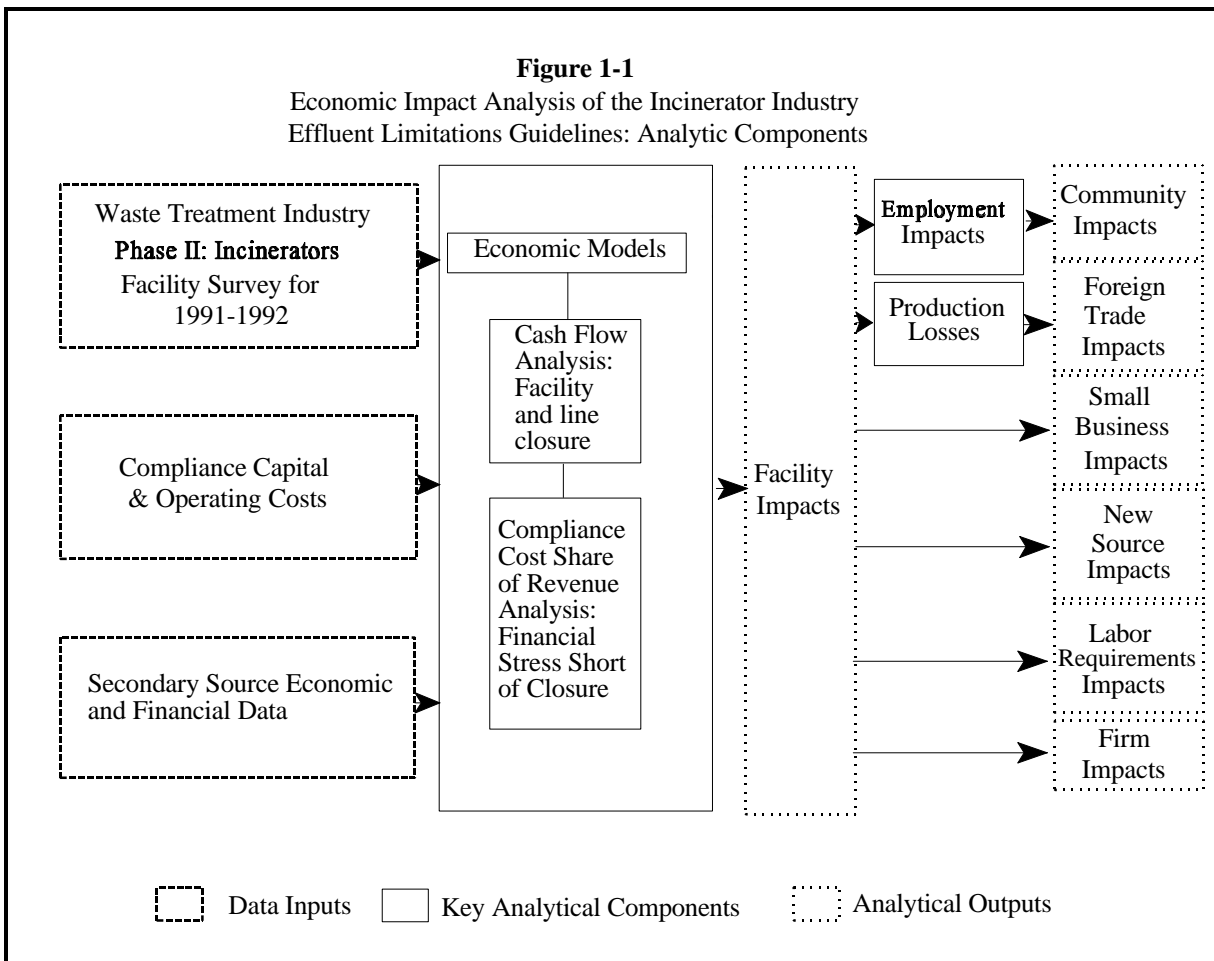 Figure 1-1
Economic Impact Analysis of the Incinerator Industry
Effluent Limitations Guidelines: Analytic Components
Waste Treatment Industry
Phase II: Incinerators
Facility Survey for
1991-1992
Compliance Capital
& Operating Costs
Secondary Source Economic
and Financial Data
Economic Models
Cash Flow
Analysis:
Facility
and line
closure
Compliance
Cost Share
of Revenue
Analysis:
Financial
Stress Short
of Closure
Facility
Impacts
Employment
Impacts
Production
Losses
Community
Impacts
Foreign
Trade
Impacts
Small
Business
Impacts
New
Source
Impacts
Labor
Requirements
Impacts
Firm
Impacts
Data Inputs
Key Analytical Components
Analytical Outputs